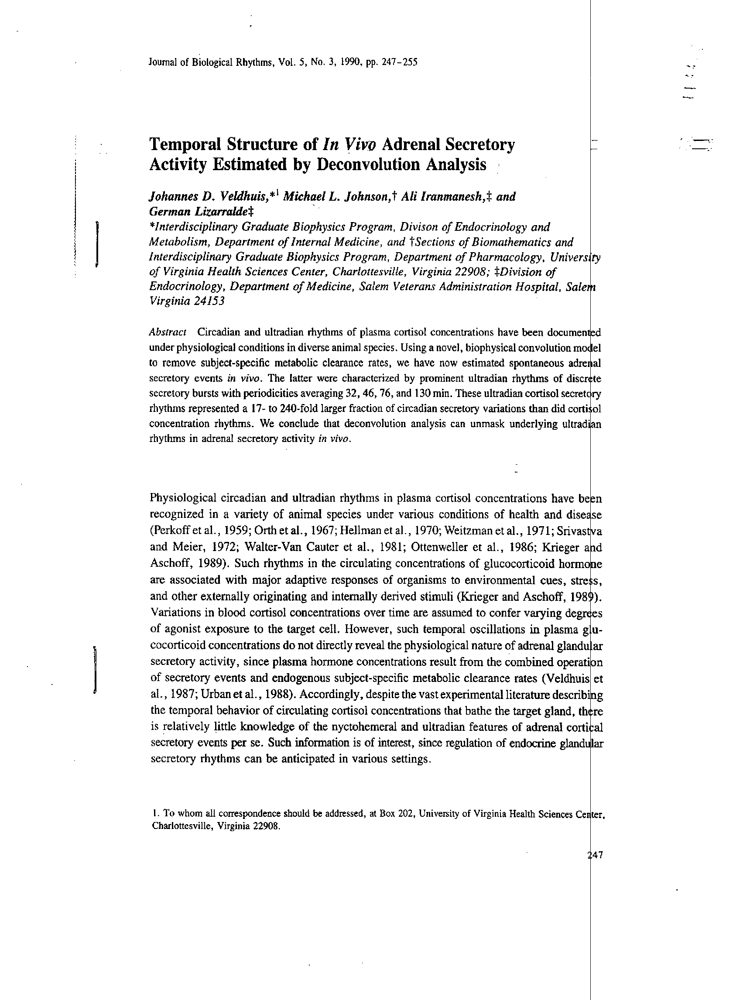 Journal of Biological Rhythms, Vol. 5, No. 3, 1990, pp. 247-255
Temporal Structure of In Vivo Adrenal Secretory
Activity Estimated by Deconvolution Analysis
Johannes D. Veldhuis,*¹ Michael L. Johnson,† Ali Iranmanesh,‡ and
German Lizarralde‡
*Interdisciplinary Graduate Biophysics Program, Divison of Endocrinology and
Metabolism, Department of Internal Medicine, and †Sections of Biomathematics and
Interdisciplinary Graduate Biophysics Program, Department of Pharmacology, University
of Virginia Health Sciences Center, Charlottesville, Virginia 22908; ‡Division of
Endocrinology, Department of Medicine, Salem Veterans Administration Hospital, Salem
Virginia 24153
Abstract Circadian and ultradian rhythms of plasma cortisol concentrations have been documented
under physiological conditions in diverse animal species. Using a novel, biophysical convolution model
to remove subject-specific metabolic clearance rates, we have now estimated spontaneous adrenal
secretory events in vivo. The latter were characterized by prominent ultradian rhythms of discrete
secretory bursts with periodicities averaging 32, 46, 76, and 130 min. These ultradian cortisol secretory
rhythms represented a 17- to 240-fold larger fraction of circadian secretory variations than did cortisol
concentration rhythms. We conclude that deconvolution analysis can unmask underlying ultradian
rhythms in adrenal secretory activity in vivo.
Physiological circadian and ultradian rhythms in plasma cortisol concentrations have been
recognized in a variety of animal species under various conditions of health and disease
(Perkoff et al., 1959; Orth et al., 1967; Hellman et al., 1970; Weitzman et al., 1971; Srivastva
and Meier, 1972; Walter-Van Cauter et al., 1981; Ottenweller et al., 1986; Krieger and
Aschoff, 1989). Such rhythms in the circulating concentrations of glucocorticoid hormone
are associated with major adaptive responses of organisms to environmental cues, stress,
and other externally originating and internally derived stimuli (Krieger and Aschoff, 1989).
Variations in blood cortisol concentrations over time are assumed to confer varying degrees
of agonist exposure to the target cell. However, such temporal oscillations in plasma glu-
cocorticoid concentrations do not directly reveal the physiological nature of adrenal glandular
secretory activity, since plasma hormone concentrations result from the combined operation
of secretory events and endogenous subject-specific metabolic clearance rates (Veldhuis et
al., 1987; Urban et al., 1988). Accordingly, despite the vast experimental literature describing
the temporal behavior of circulating cortisol concentrations that bathe the target gland, there
is relatively little knowledge of the nyctohemeral and ultradian features of adrenal cortical
secretory events per se. Such information is of interest, since regulation of endocrine glandular
secretory rhythms can be anticipated in various settings.
1. To whom all correspondence should be addressed, at Box 202, University of Virginia Health Sciences Center,
Charlottesville, Virginia 22908.
247